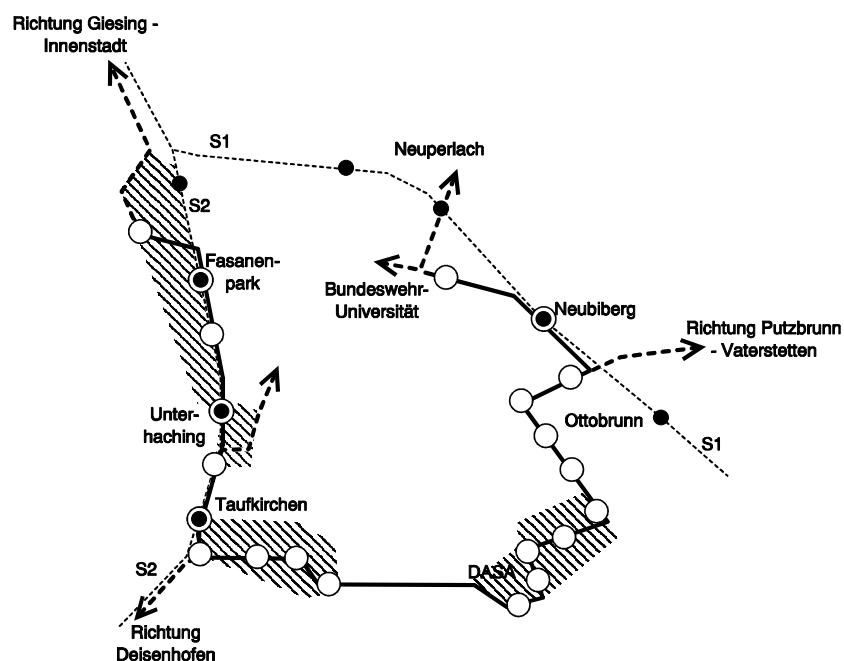 Richtung Giesing -
Innenstadt
S1
Neuperlach
S2
Fasanen-
park
Bundeswehr-
Universität
Neubiberg
Richtung Putzbrunn
- Vaterstetten
Unter-
haching
Ottobrunn
S1
Taufkirchen
S2
DASA
Richtung
Deisenhofen